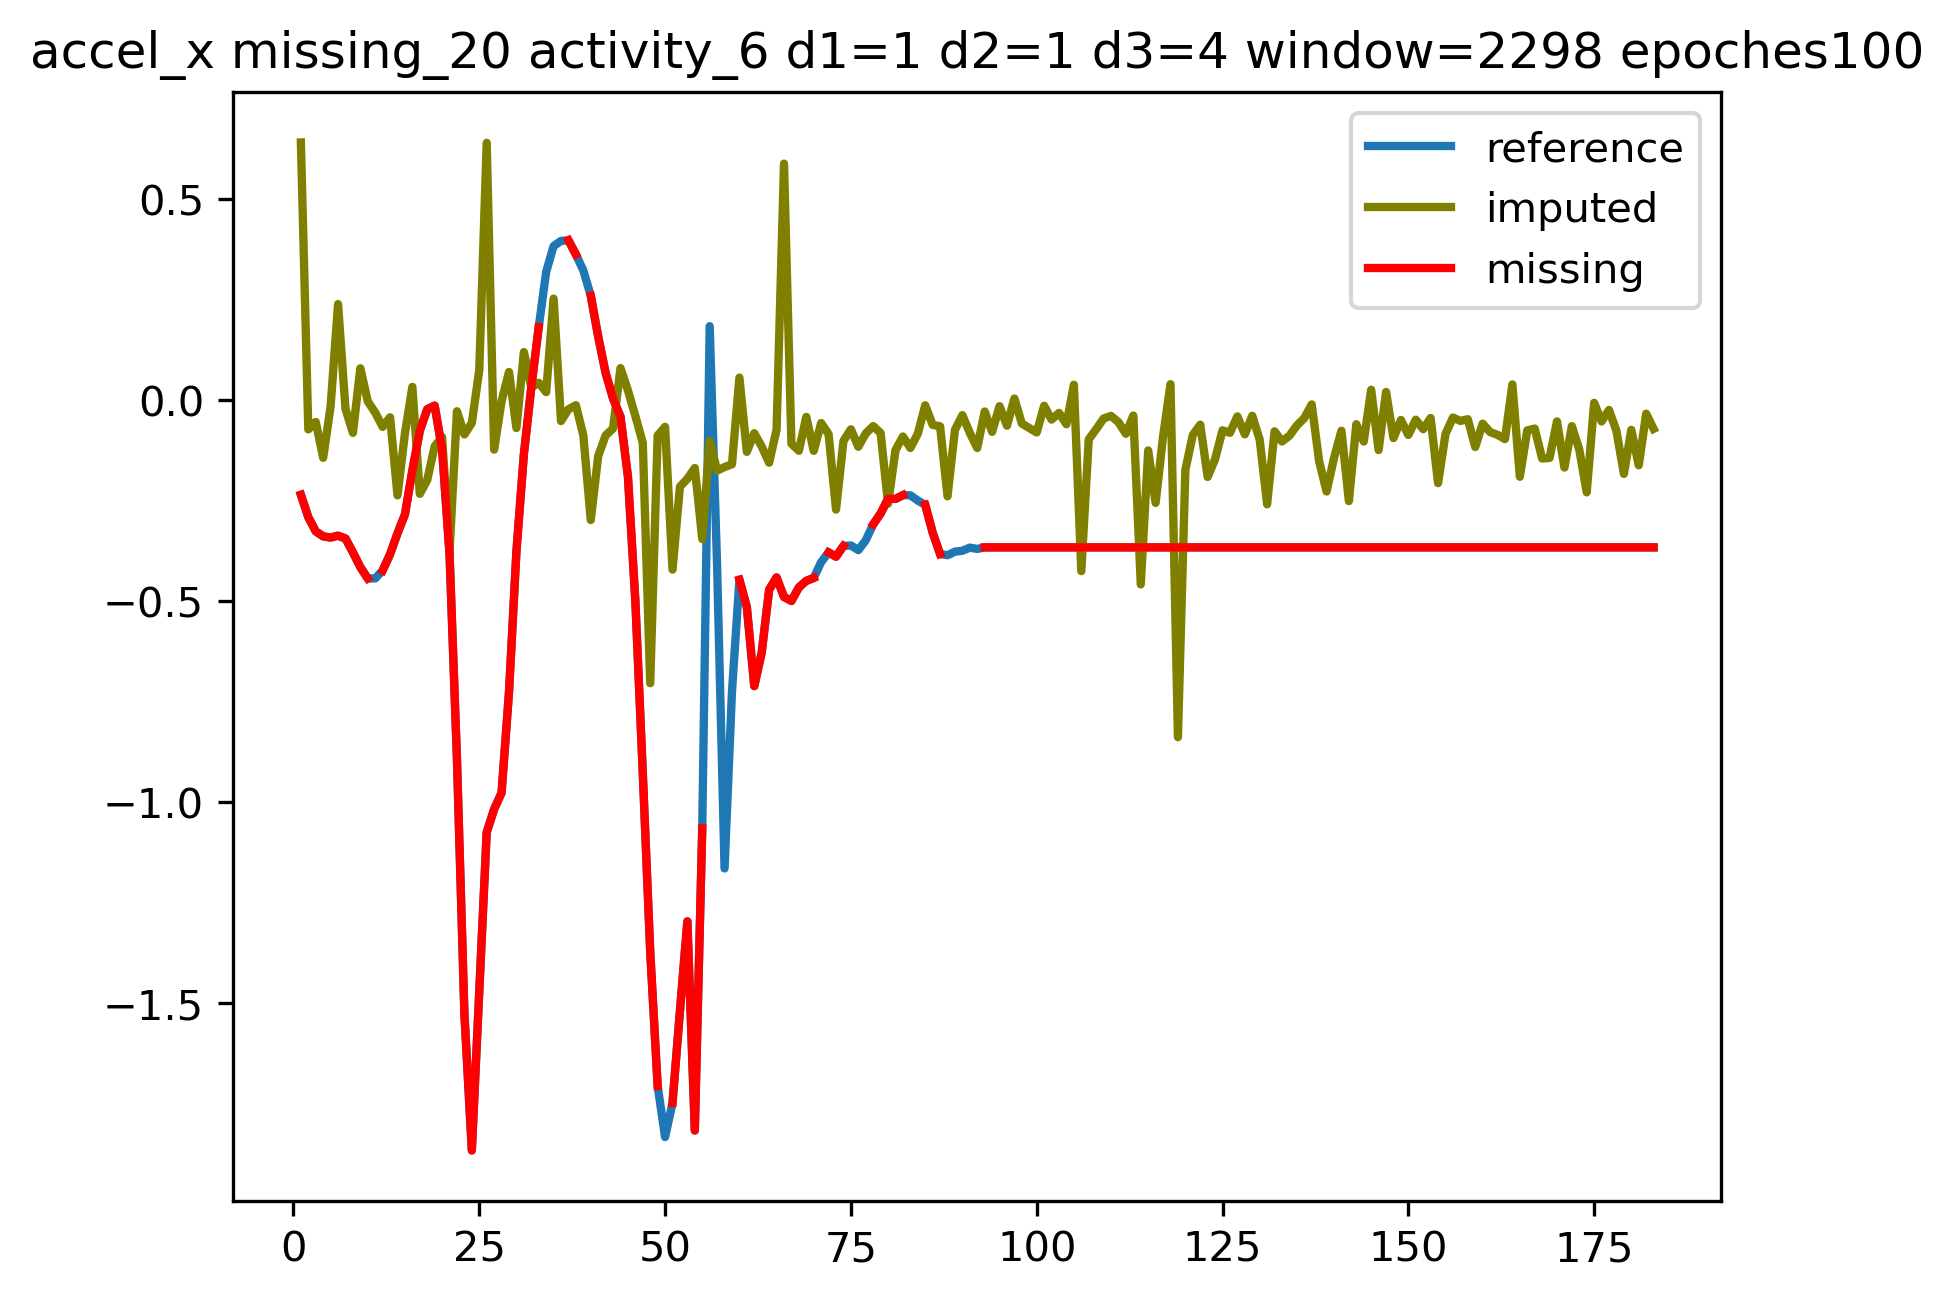 accel_x missing_20 activity_6 d1=1 d2=1 d3=4 window=2298 epoches100
reference
imputed
missing
0.5
0.0
−0.5
−1.0
−1.5
0 25 50 75 100 125 150 175